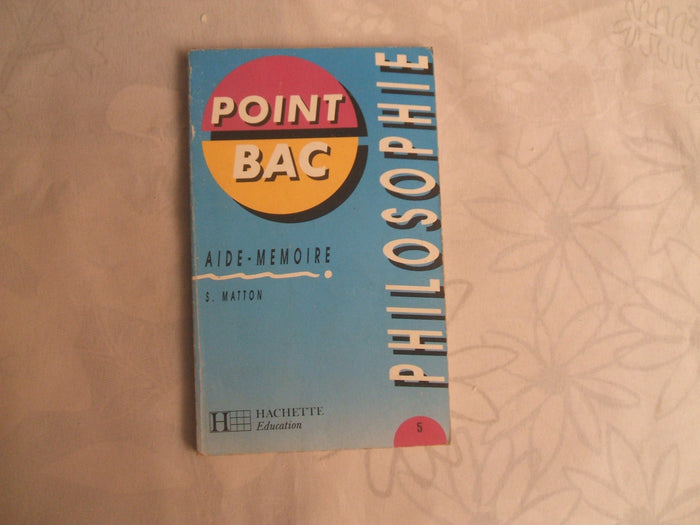 POINT
BAC
PHILOSOPHIE
AIDE-MEMOIRE
S. MATTON
H HACHETTE
Education
5